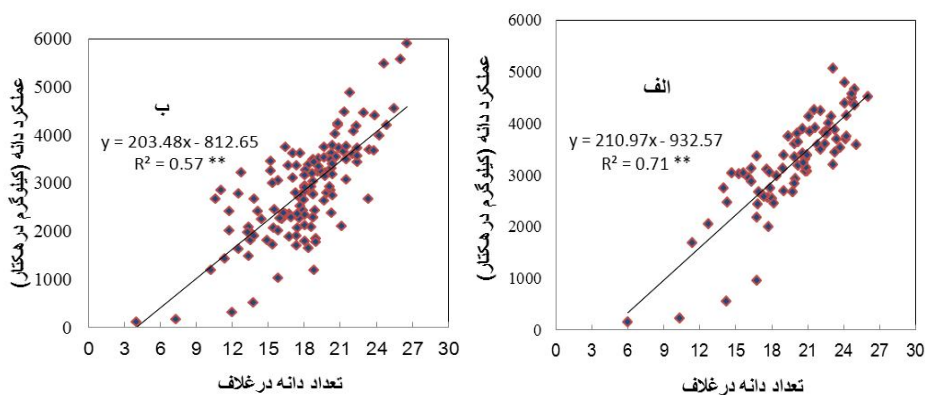 الف
y = 210.97x - 932.57
R² = 0.71 **
عملکرد دانه (کیلوگرم در هکتار)
6000
5000
4000
3000
2000
1000
0
0 3 6 9 12 15 18 21 24 27 30
تعداد دانه درغلاف
ب
y = 203.48x - 812.65
R² = 0.57 **
عملکرد دانه (کیلوگرم در هکتار)
6000
5000
4000
3000
2000
1000
0
0 3 6 9 12 15 18 21 24 27 30
تعداد دانه درغلاف